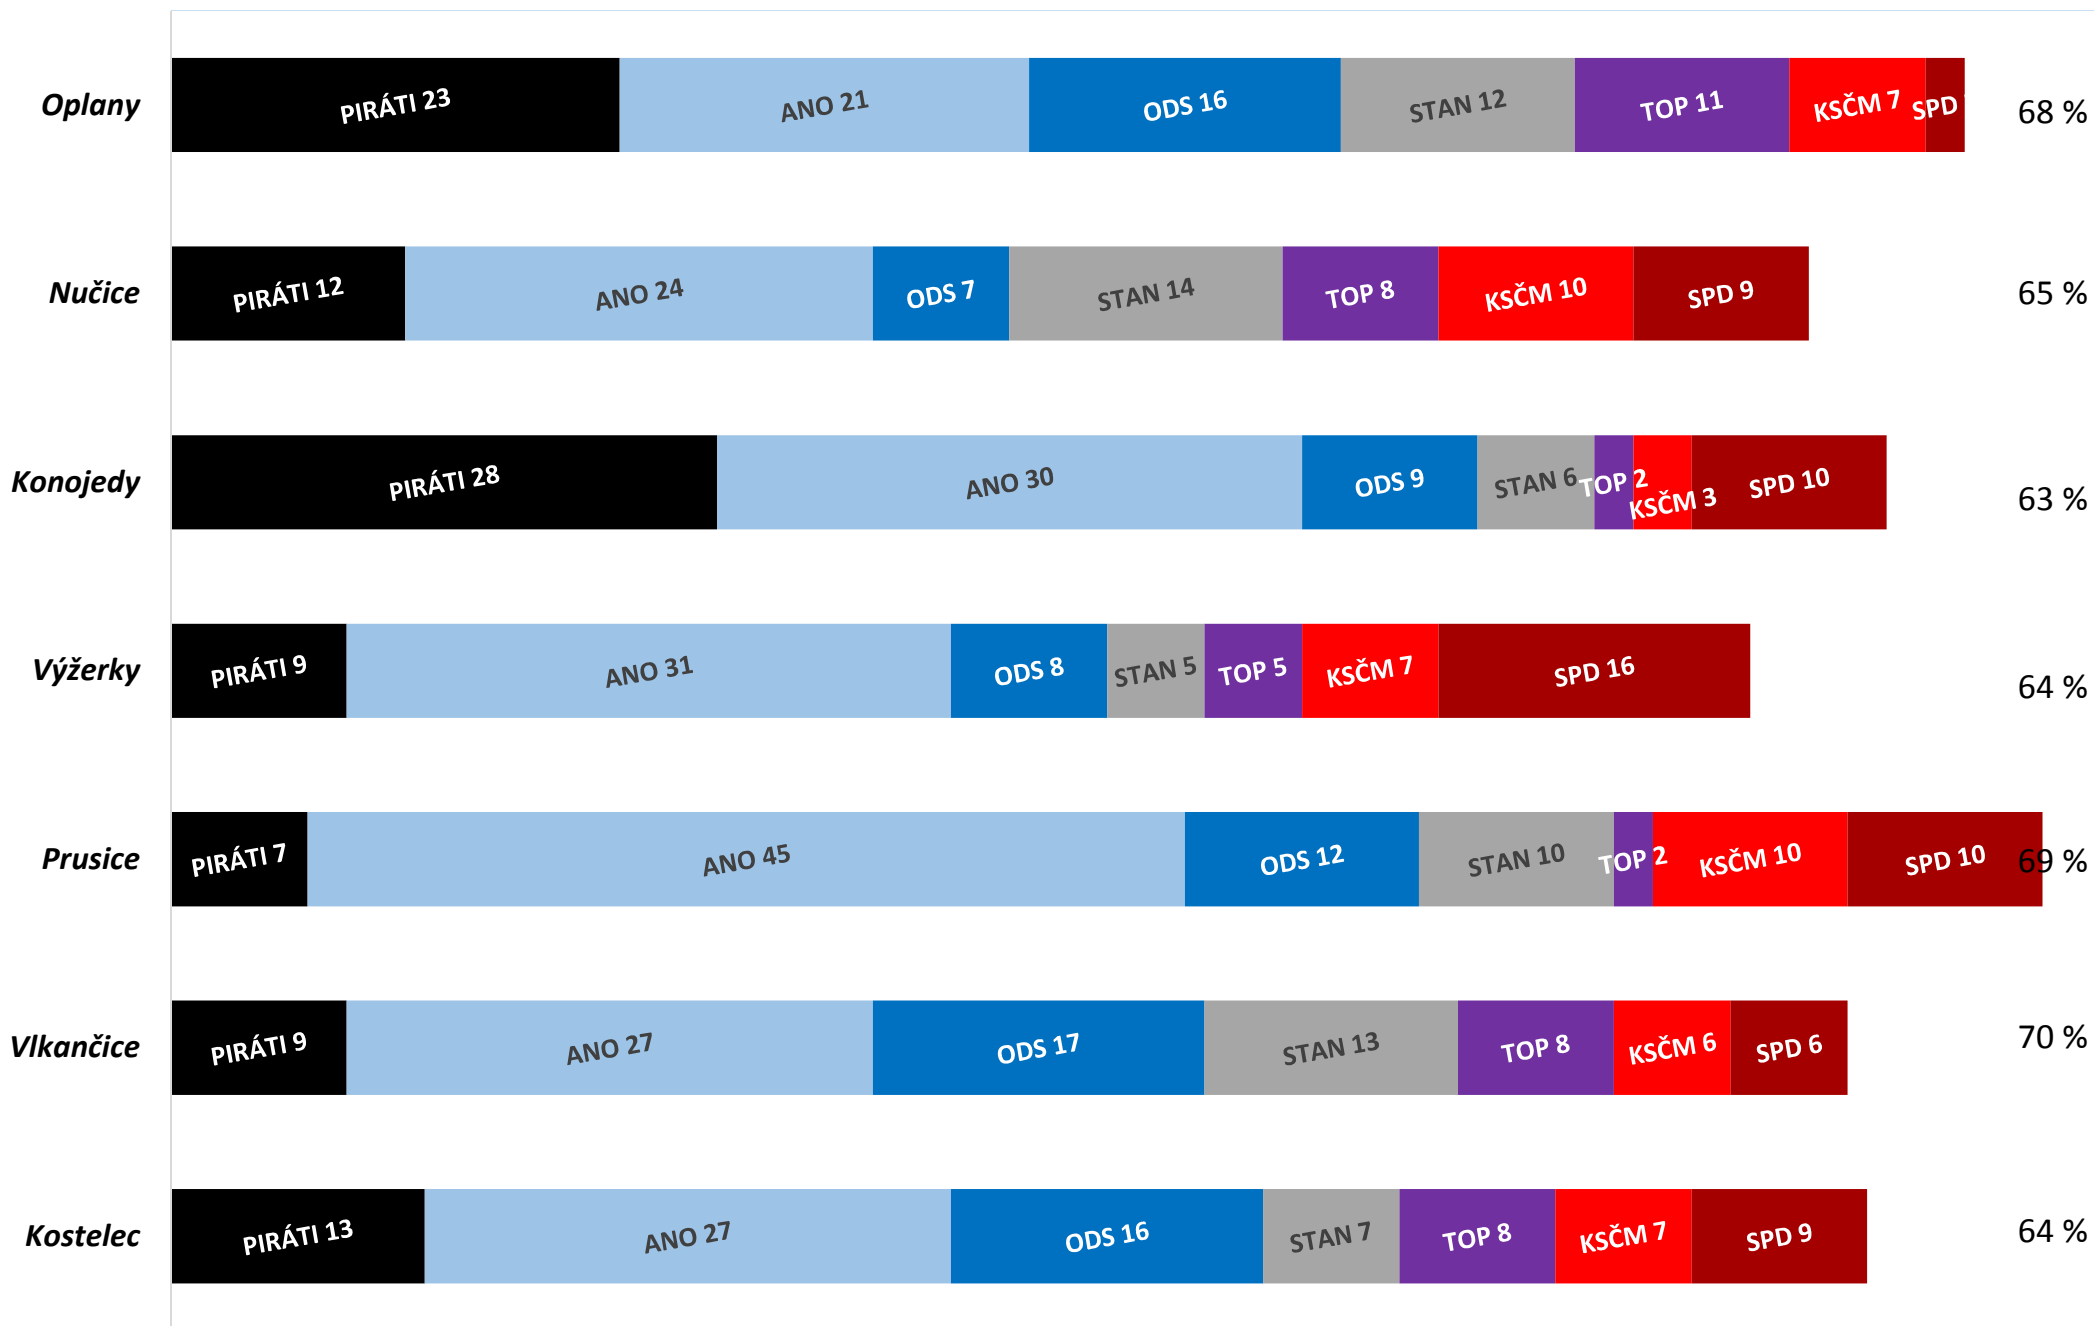 Oplany PIRÁTI 23 ANO 21 ODS 16 STAN 12 TOP 11 KSČM 7 SPD 68 %
Nučice PIRÁTI 12 ANO 24 ODS 7 STAN 14 TOP 8 KSČM 10 SPD 9 65 %
Konojedy PIRÁTI 28 ANO 30 ODS 9 STAN 6 TOP 2 KSČM 3 SPD 10 63 %
Výžerky PIRÁTI 9 ANO 31 ODS 8 STAN 5 TOP 5 KSČM 7 SPD 16 64 %
Prusice PIRÁTI 7 ANO 45 ODS 12 STAN 10 TOP 2 KSČM 10 SPD 10 69 %
Vlkančice PIRÁTI 9 ANO 27 ODS 17 STAN 13 TOP 8 KSČM 6 SPD 6 70 %
Kostelec PIRÁTI 13 ANO 27 ODS 16 STAN 7 TOP 8 KSČM 7 SPD 9 64 %